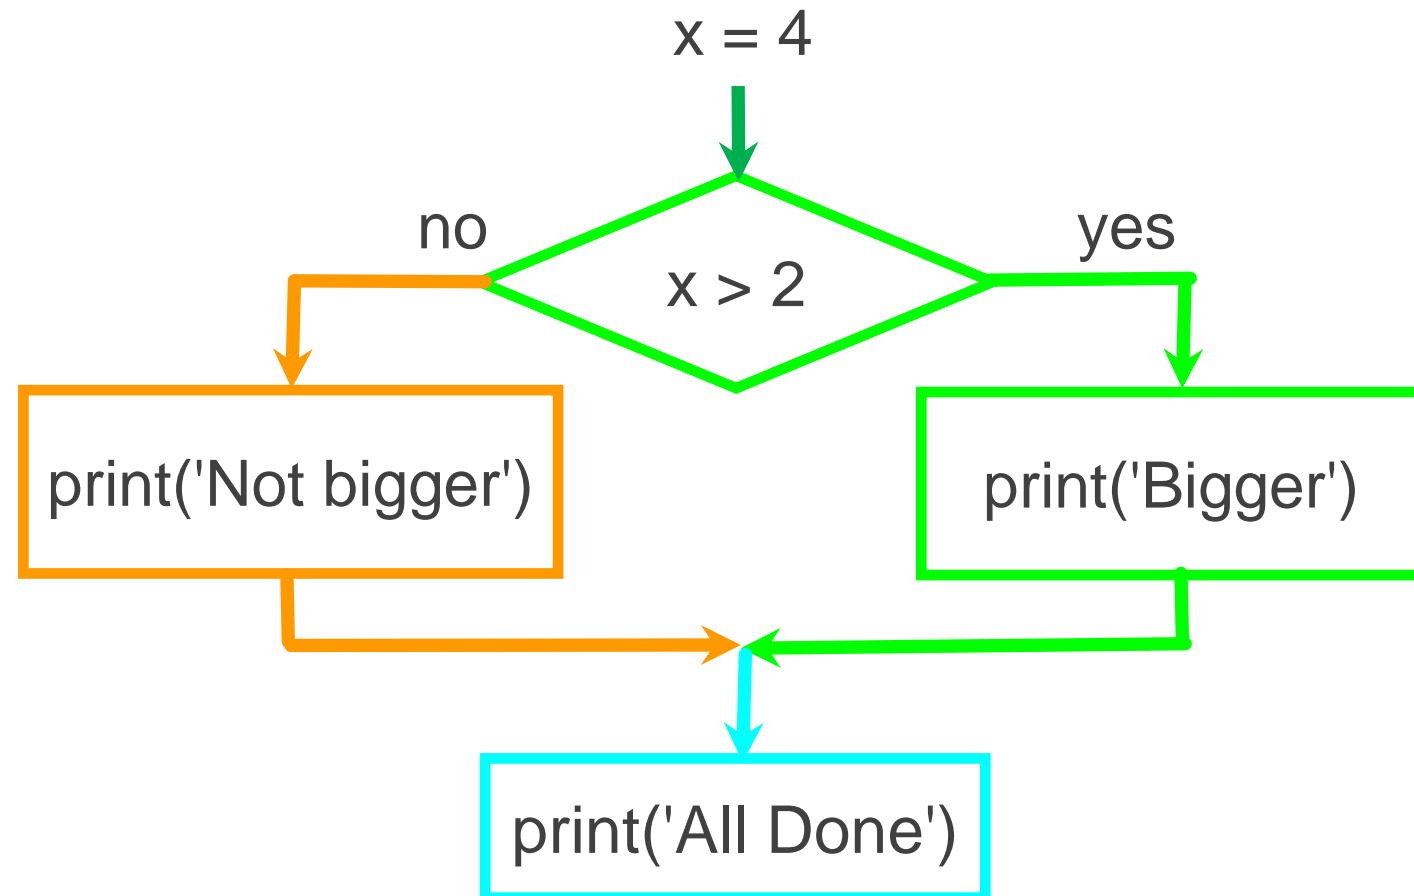 x = 4
no
yes
x > 2
print('Not bigger')
print('Bigger')
print('All Done')